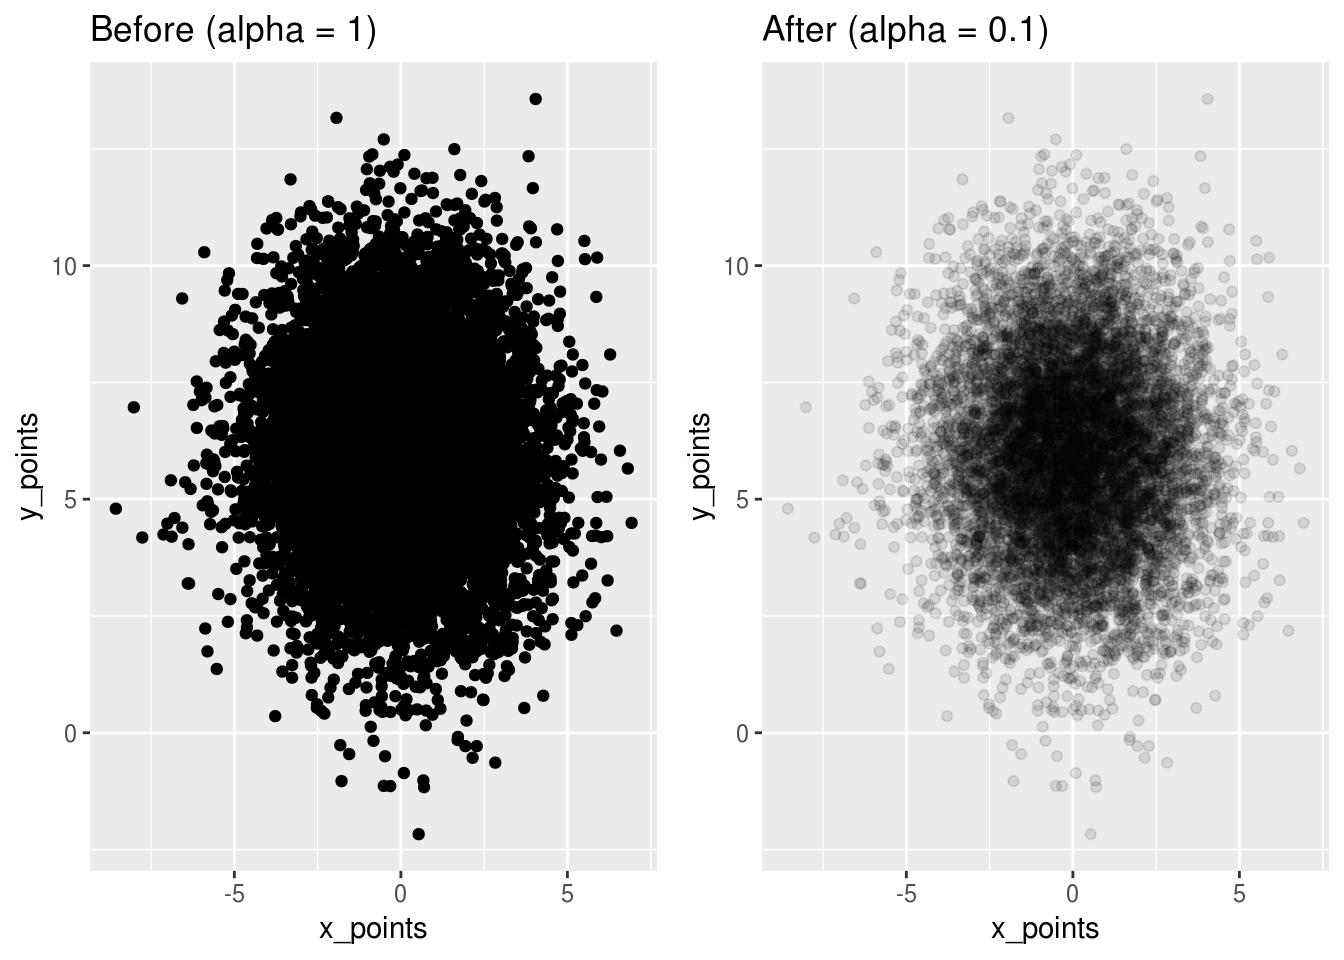 Before (alpha = 1)
10
5
0
-5
0
5
x_points
y_points
After (alpha = 0.1)
10
5
0
-5
0
5
x_points
y_points